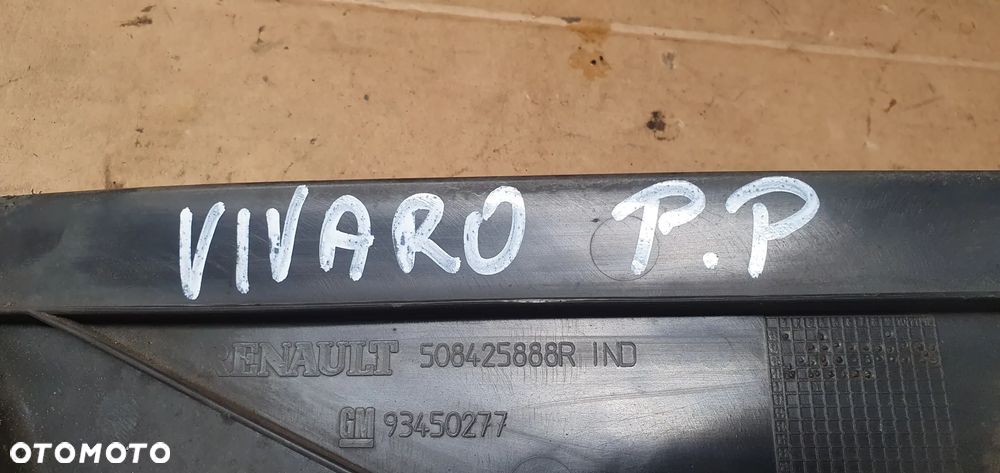 VIVARO P.P
RENAULT 508425888R IND
GM 93450277
OTOMOTO